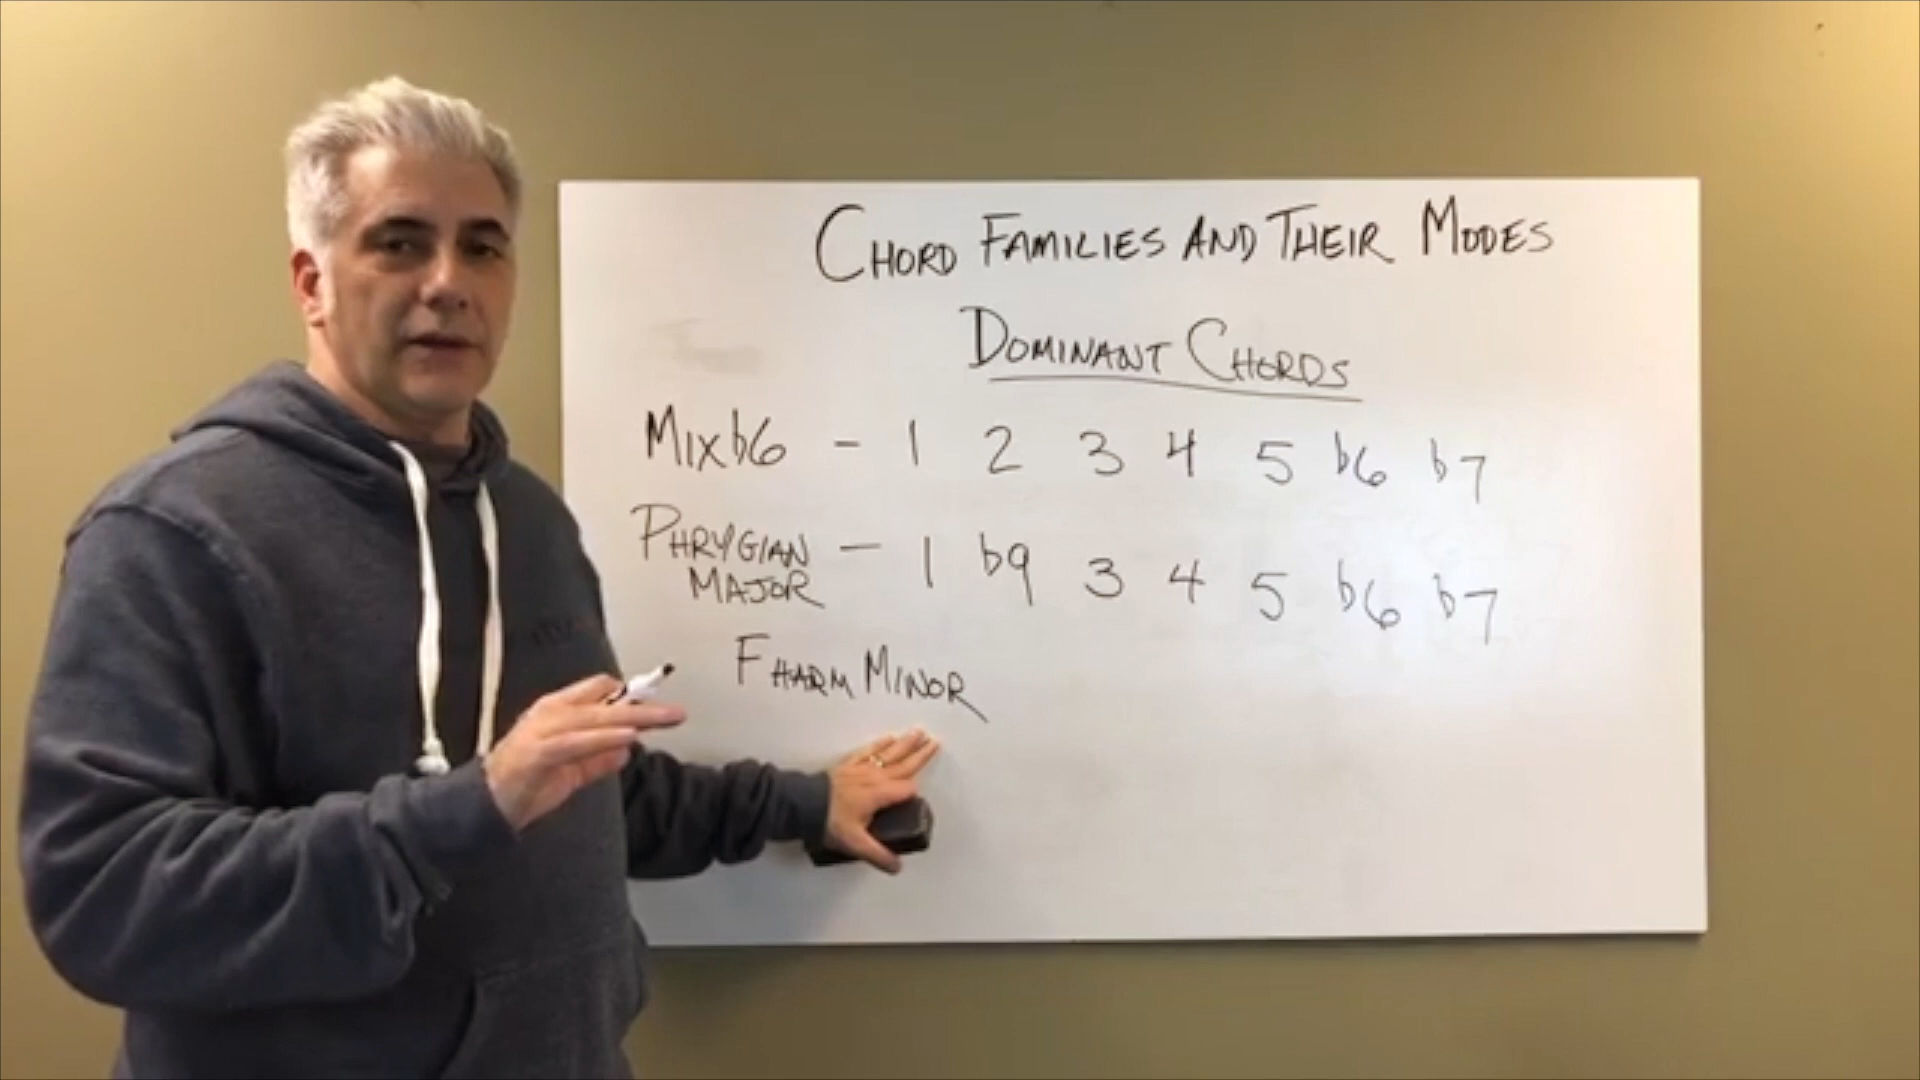 CHORD FAMILIES AND THEIR MODES
DOMINANT CHORDS
MIXb6 - 1 2 3 4 5 b6 b7
PHRYGIAN MAJOR - 1 b9 3 4 5 b6 b7
F HARM MINOR